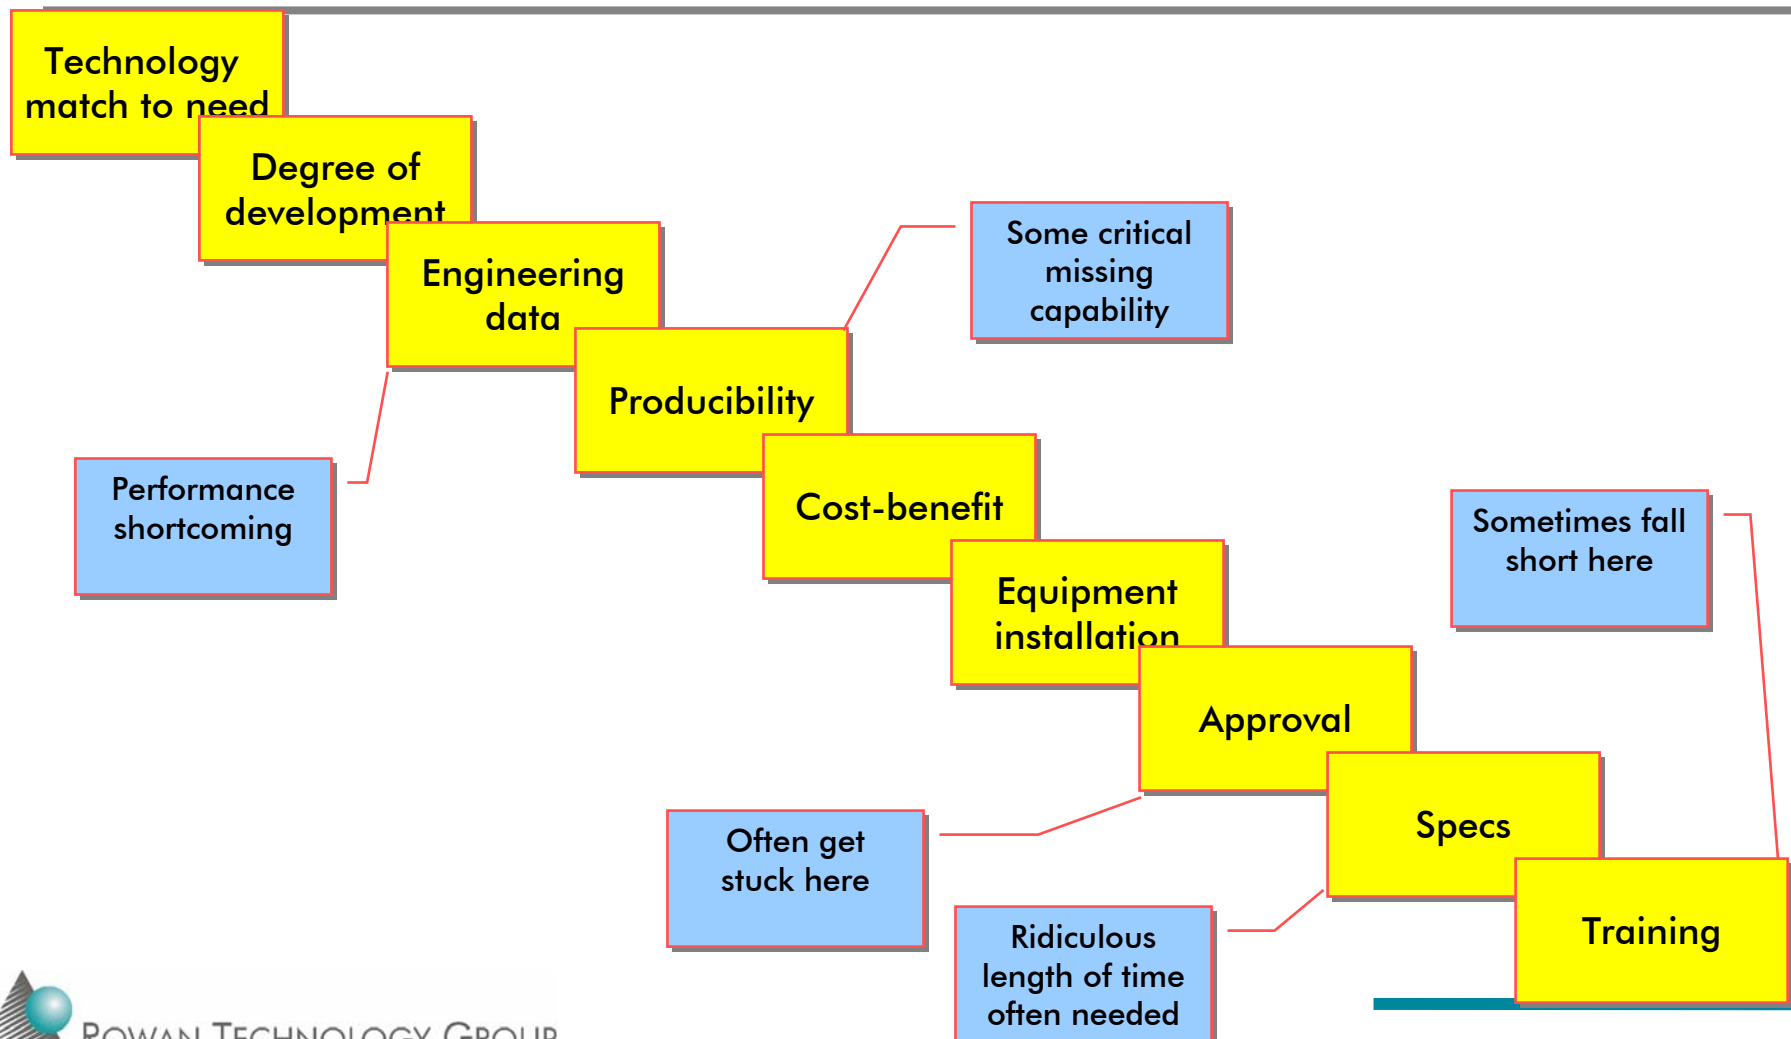 Technology
match to need
Degree of
development
Engineering
data
Some critical
missing
capability
Producibility
Performance
shortcoming
Cost-benefit
Sometimes fall
short here
Equipment
installation
Approval
Often get
stuck here
Specs
Ridiculous
length of time
often needed
Training
ROWAN TECHNOLOGY GROUP